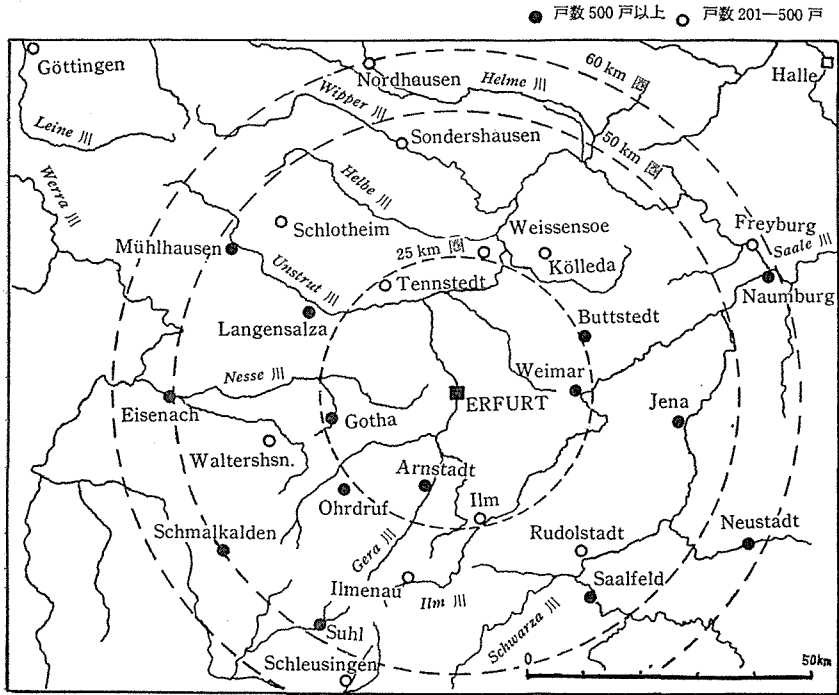 ● 戸数 500 戸以上 ○ 戸数 201—500 戸
Göttingen
Nordhausen
Helme 川
60 km 圏
Halle
Leine 川
Wipper 川
Sondershausen
50 km 圏
Werra 川
Helbe 川
Schlotheim
Weissensoe
Freyburg
Mühlhausen
25 km 圏
Kölleda
Saale 川
Unstrut 川
Tennstedt
Naumburg
Langensalza
Buttstedt
Nesse 川
Weimar
Eisenach
ERFURT
Jena
Gotha
Waltershsn.
Arnstadt
Ohrdruf
Ilm
Schmalkalden
Gera 川
Rudolstadt
Neustadt
Ilmenau
Ilm 川
Saalfeld
Suhl
Schwarza 川
Schleusingen
0
50km